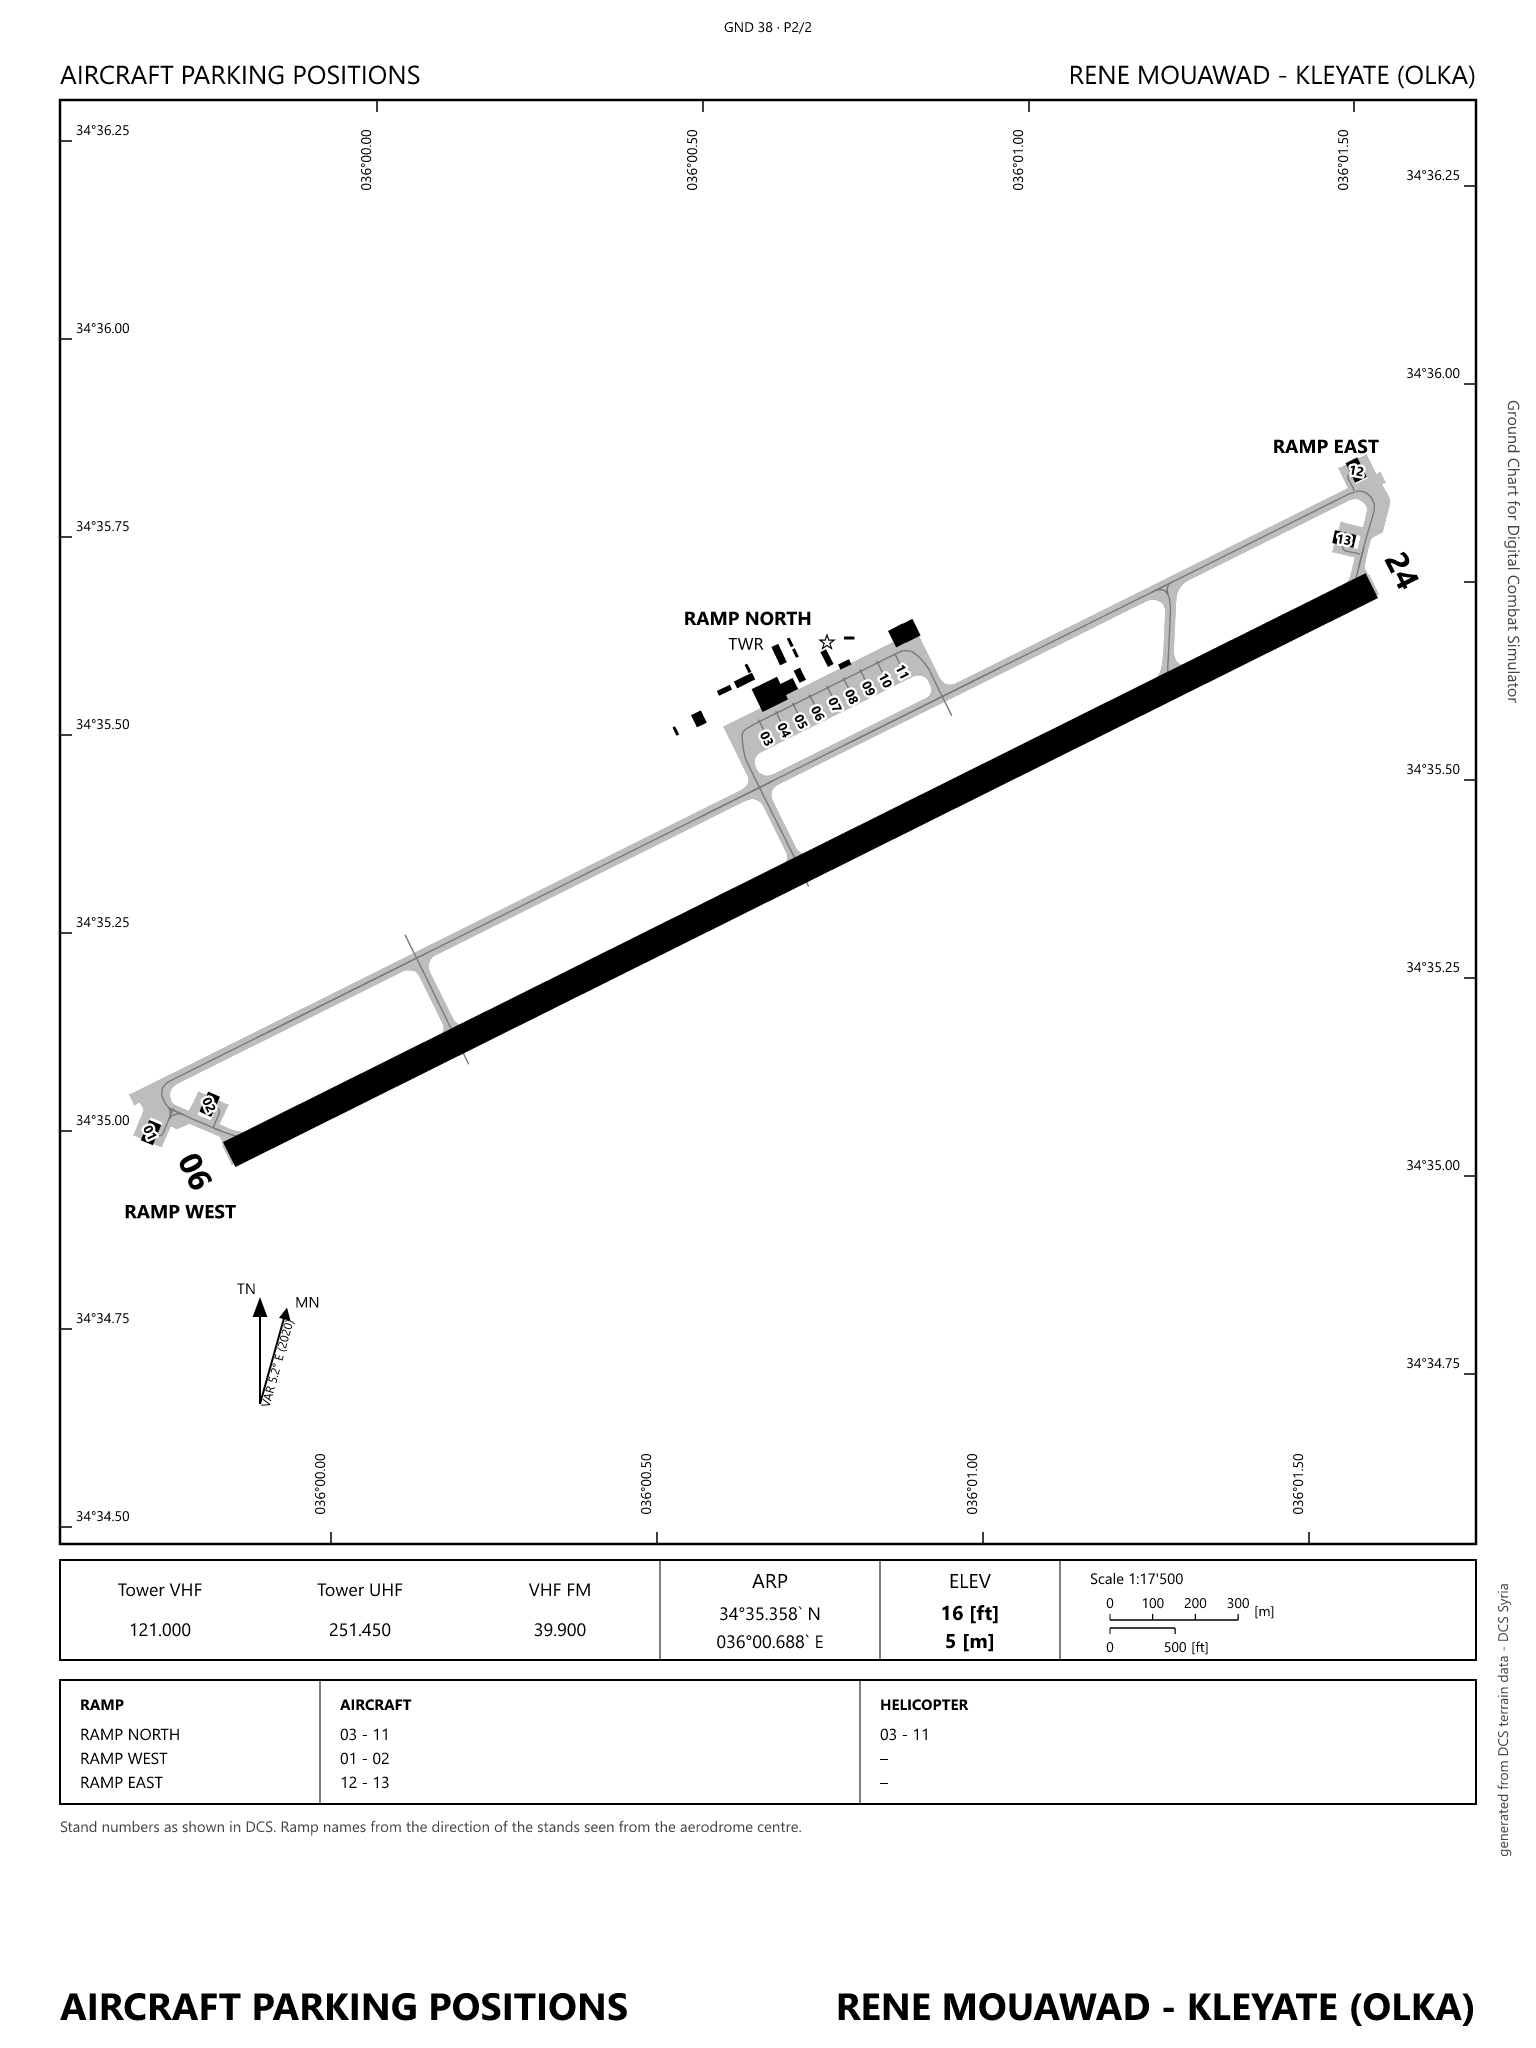 GND 38 · P2/2
AIRCRAFT PARKING POSITIONS
RENE MOUAWAD - KLEYATE (OLKA)
036°00.00
036°00.50
036°01.00
036°01.50
34°36.25
34°36.25
34°36.00
34°36.00
34°35.75
34°35.50
34°35.50
34°35.25
34°35.25
34°35.00
34°35.00
34°34.75
34°34.75
34°34.50
RAMP EAST
12
13
24
RAMP NORTH
TWR
03
04
05
06
07
08
09
10
11
01
02
06
RAMP WEST
TN
MN
VAR 5.2° E (2020)
036°00.00
036°00.50
036°01.00
036°01.50
Ground Chart for Digital Combat Simulator
generated from DCS terrain data - DCS Syria
Tower VHF
121.000
Tower UHF
251.450
VHF FM
39.900
ARP
34°35.358` N
036°00.688` E
ELEV
16 [ft]
5 [m]
Scale 1:17'500
0 100 200 300 [m]
0 500 [ft]
RAMP AIRCRAFT HELICOPTER
RAMP NORTH 03 - 11 03 - 11
RAMP WEST 01 - 02 –
RAMP EAST 12 - 13 –
Stand numbers as shown in DCS. Ramp names from the direction of the stands seen from the aerodrome centre.
AIRCRAFT PARKING POSITIONS
RENE MOUAWAD - KLEYATE (OLKA)